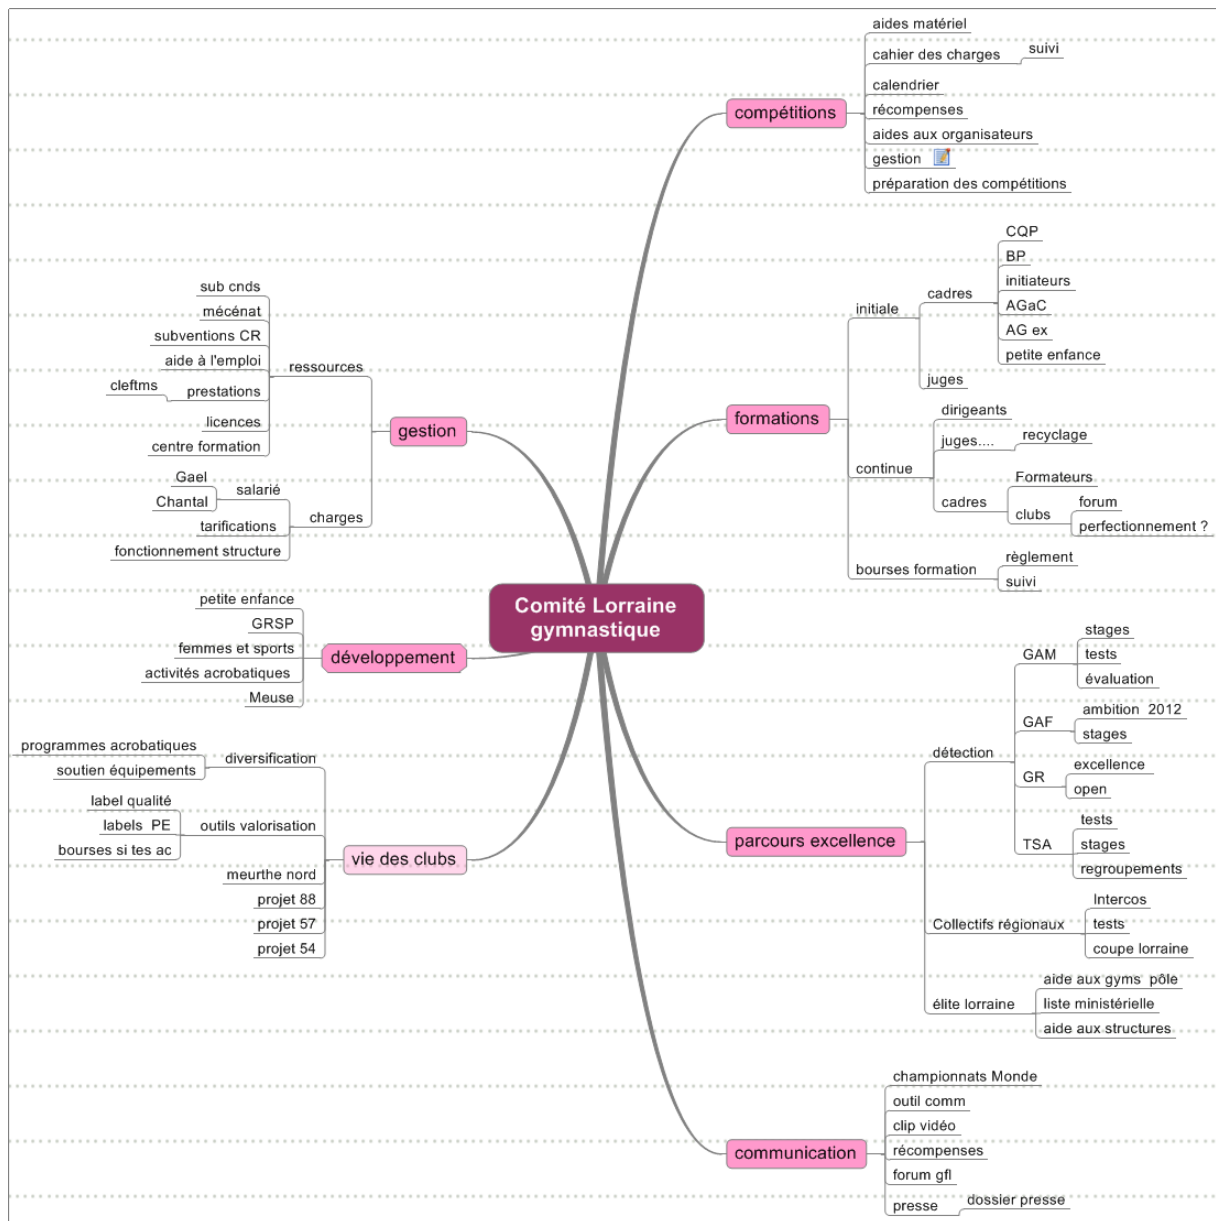 Comité Lorraine
gymnastique
compétitions
aides matériel
cahier des charges
suivi
calendrier
récompenses
aides aux organisateurs
gestion
préparation des compétitions
formations
initiale
cadres
CQP
BP
initiateurs
AGaC
AG ex
petite enfance
juges
continue
dirigeants
juges....
recyclage
cadres
Formateurs
clubs
forum
perfectionnement ?
bourses formation
règlement
suivi
parcours excellence
détection
GAM
stages
tests
évaluation
GAF
ambition 2012
stages
GR
excellence
open
TSA
tests
stages
regroupements
Collectifs régionaux
Intercos
tests
coupe lorraine
élite lorraine
aide aux gyms pôle
liste ministérielle
aide aux structures
communication
championnats Monde
outil comm
clip vidéo
récompenses
forum gfl
presse
dossier presse
gestion
ressources
sub cnds
mécénat
subventions CR
aide à l'emploi
prestations
cleftms
licences
centre formation
charges
salarié
Gael
Chantal
tarifications
fonctionnement structure
développement
petite enfance
GRSP
femmes et sports
activités acrobatiques
Meuse
vie des clubs
diversification
programmes acrobatiques
soutien équipements
outils valorisation
label qualité
labels PE
bourses si tes ac
meurthe nord
projet 88
projet 57
projet 54